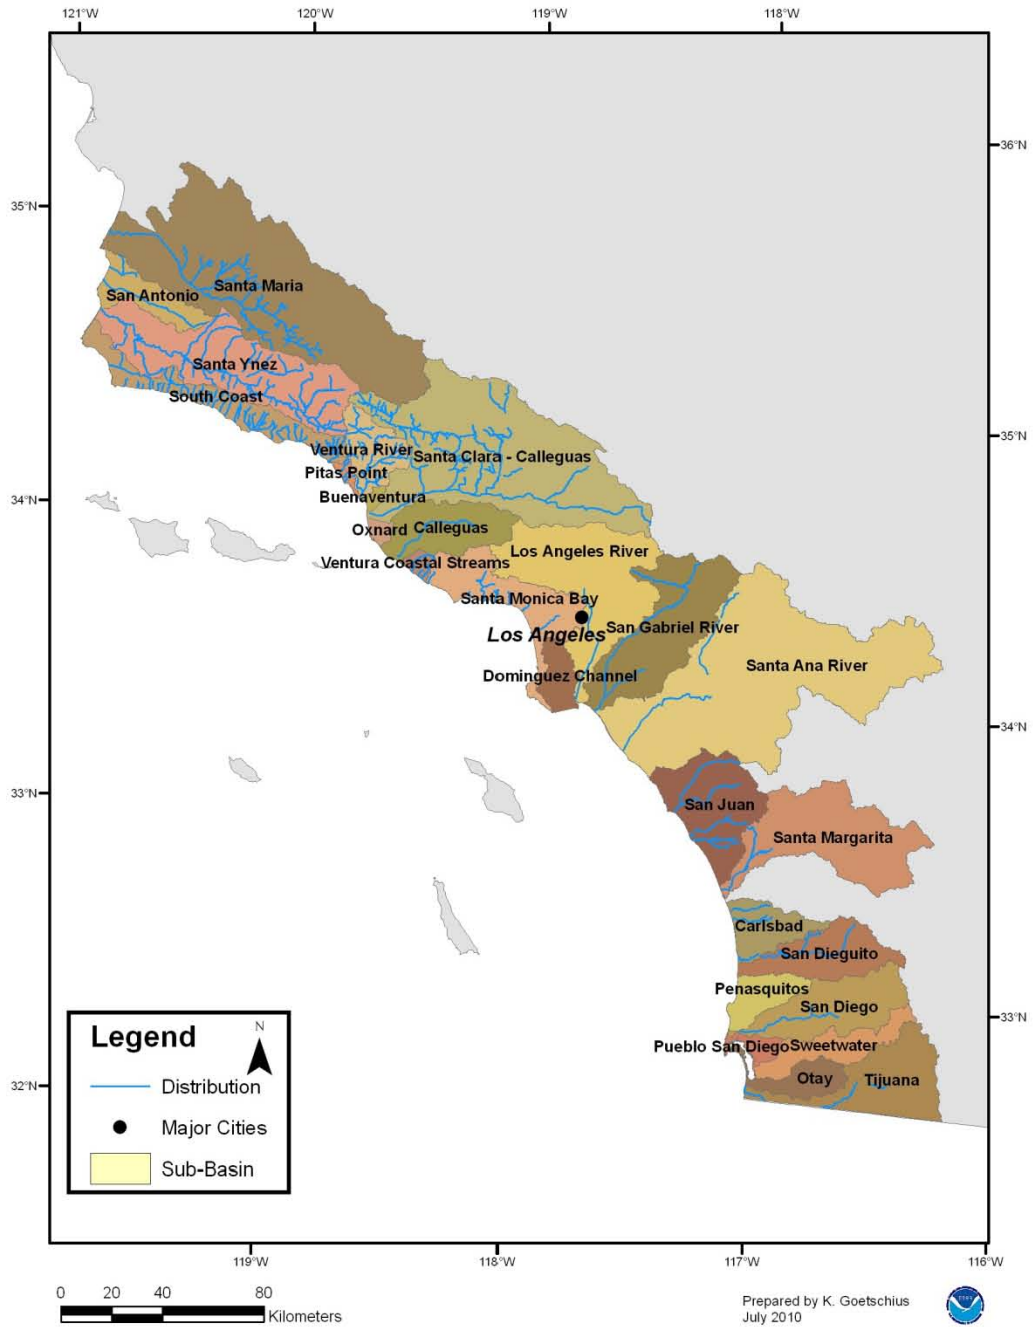 121°W 120°W 119°W 118°W
36°N
35°N
Santa Maria
San Antonio
Santa Ynez
South Coast
35°N
Ventura River
Santa Clara - Calleguas
Pitas Point
Buenaventura
34°N
Oxnard Calleguas
Los Angeles River
Ventura Coastal Streams
Santa Monica Bay
San Gabriel River
Los Angeles
Santa Ana River
Dominguez Channel
34°N
33°N
San Juan
Santa Margarita
Carlsbad
San Dieguito
Penasquitos
San Diego
33°N
Pueblo San Diego Sweetwater
Otay Tijuana
32°N
Legend
N
Distribution
Major Cities
Sub-Basin
119°W 118°W 117°W 116°W
0 20 40 80
Kilometers
Prepared by K. Goetschius
July 2010